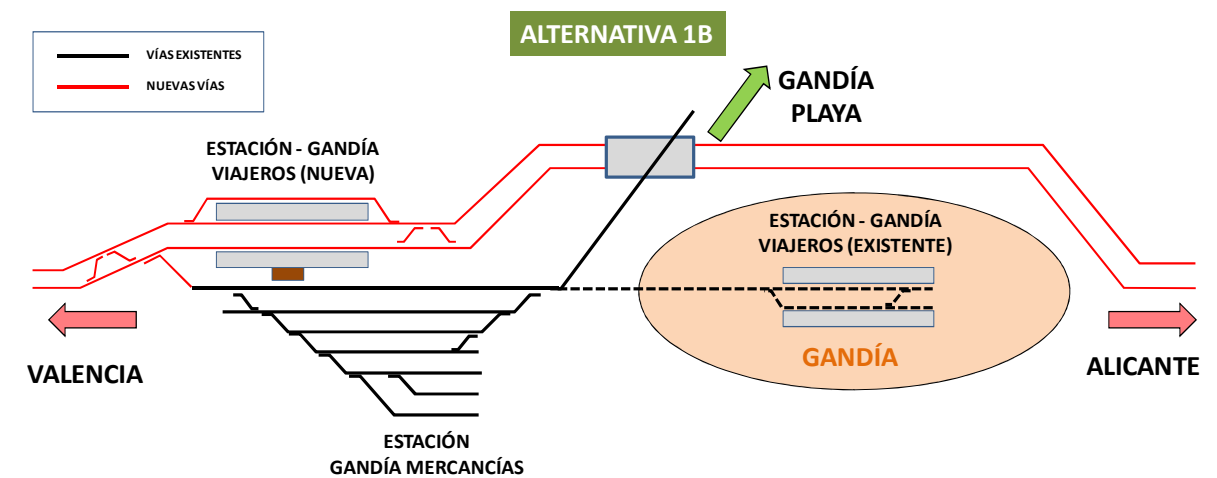 ALTERNATIVA 1B
VÍAS EXISTENTES
NUEVAS VÍAS
GANDÍA
PLAYA
ESTACIÓN - GANDÍA
VIAJEROS (NUEVA)
ESTACIÓN - GANDÍA
VIAJEROS (EXISTENTE)
GANDÍA
VALENCIA
ALICANTE
ESTACIÓN
GANDÍA MERCANCÍAS